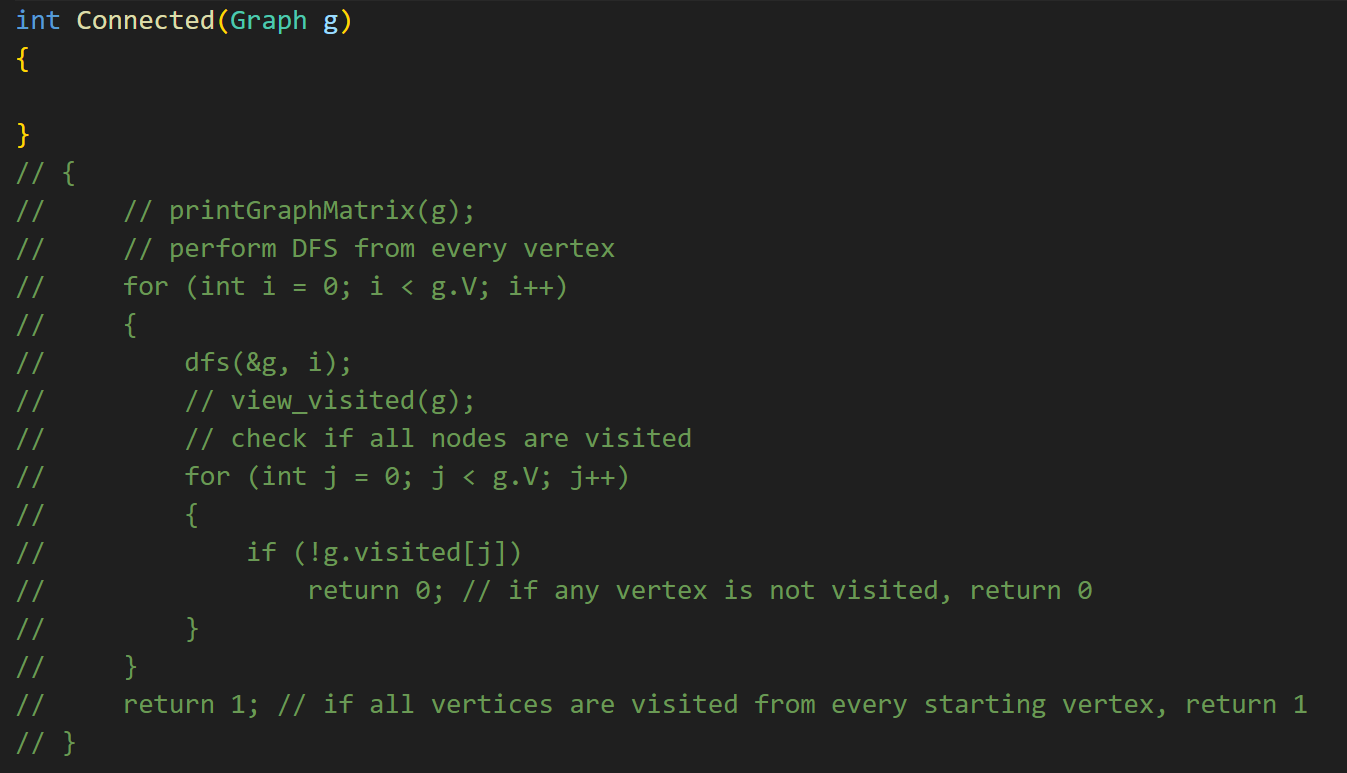 int Connected(Graph g)
{
}
// {
//     // printGraphMatrix(g);
//     // perform DFS from every vertex
//     for (int i = 0; i < g.V; i++)
//     {
//         dfs(&g, i);
//         // view_visited(g);
//         // check if all nodes are visited
//         for (int j = 0; j < g.V; j++)
//         {
//             if (!g.visited[j])
//                 return 0; // if any vertex is not visited, return 0
//         }
//     }
//     return 1; // if all vertices are visited from every starting vertex, return 1
// }